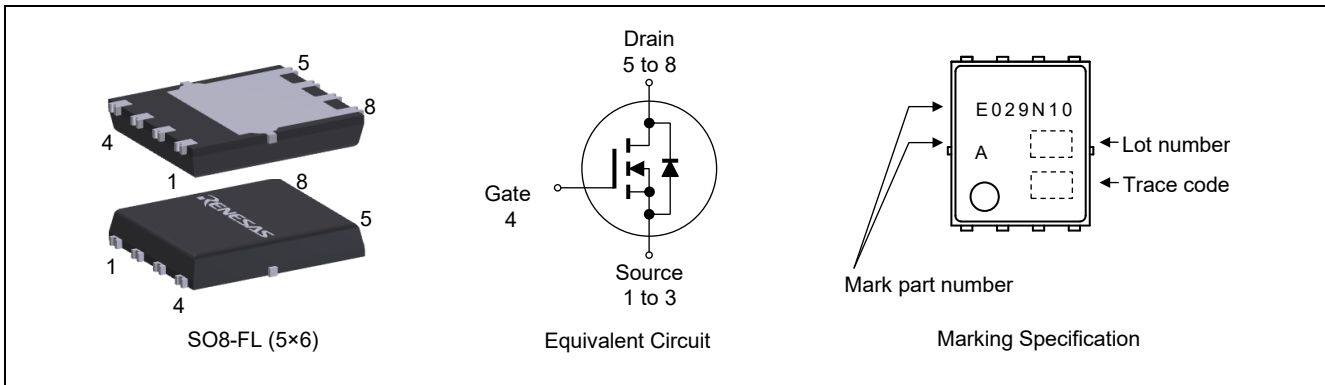 5
8
4
1
8
RENESAS
5
1
4
SO8-FL (5×6)
Drain
5 to 8
Gate
4
Source
1 to 3
Equivalent Circuit
E029N10
A
Lot number
Trace code
Mark part number
Marking Specification